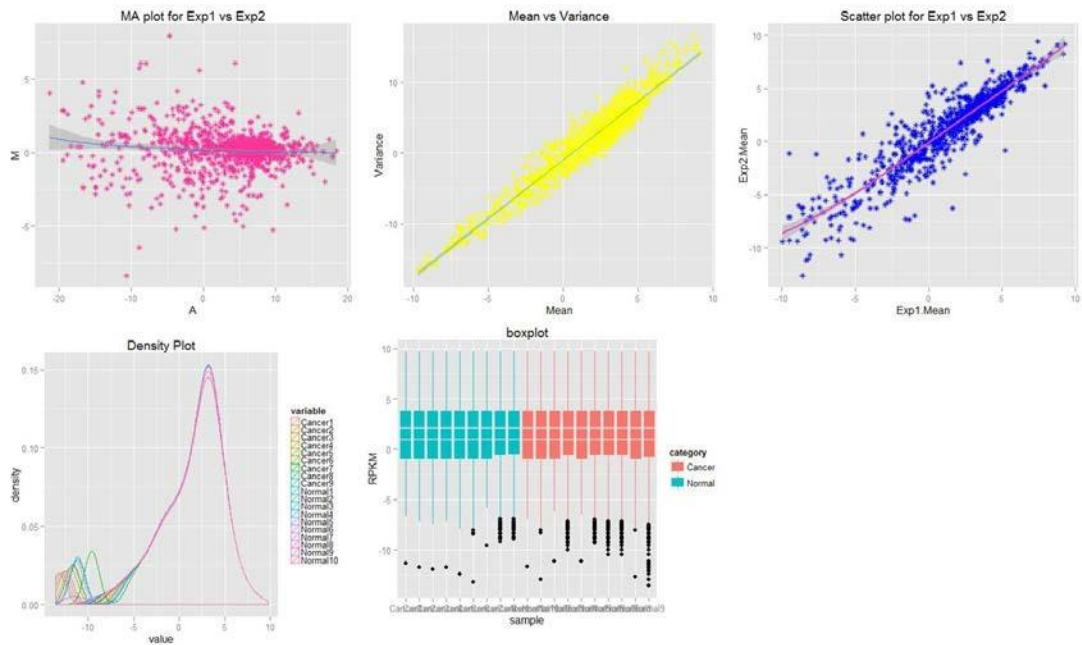 MA plot for Exp1 vs Exp2
5
0
-5
M
-20
-10
0
10
20
A
Mean vs Variance
10
0
-10
Variance
-10
-5
0
5
10
Mean
Scatter plot for Exp1 vs Exp2
10
5
0
-5
-10
Exp2.Mean
-10
-5
0
5
10
Exp1.Mean
Density Plot
0.15
0.10
0.05
0.00
density
-10
-5
0
5
10
value
variable
Cancer1
Cancer2
Cancer3
Cancer4
Cancer5
Cancer6
Cancer7
Cancer8
Cancer9
Normal1
Normal2
Normal3
Normal4
Normal5
Normal6
Normal7
Normal8
Normal9
Normal10
boxplot
10
5
0
-5
-10
RPKM
sample
category
Cancer
Normal